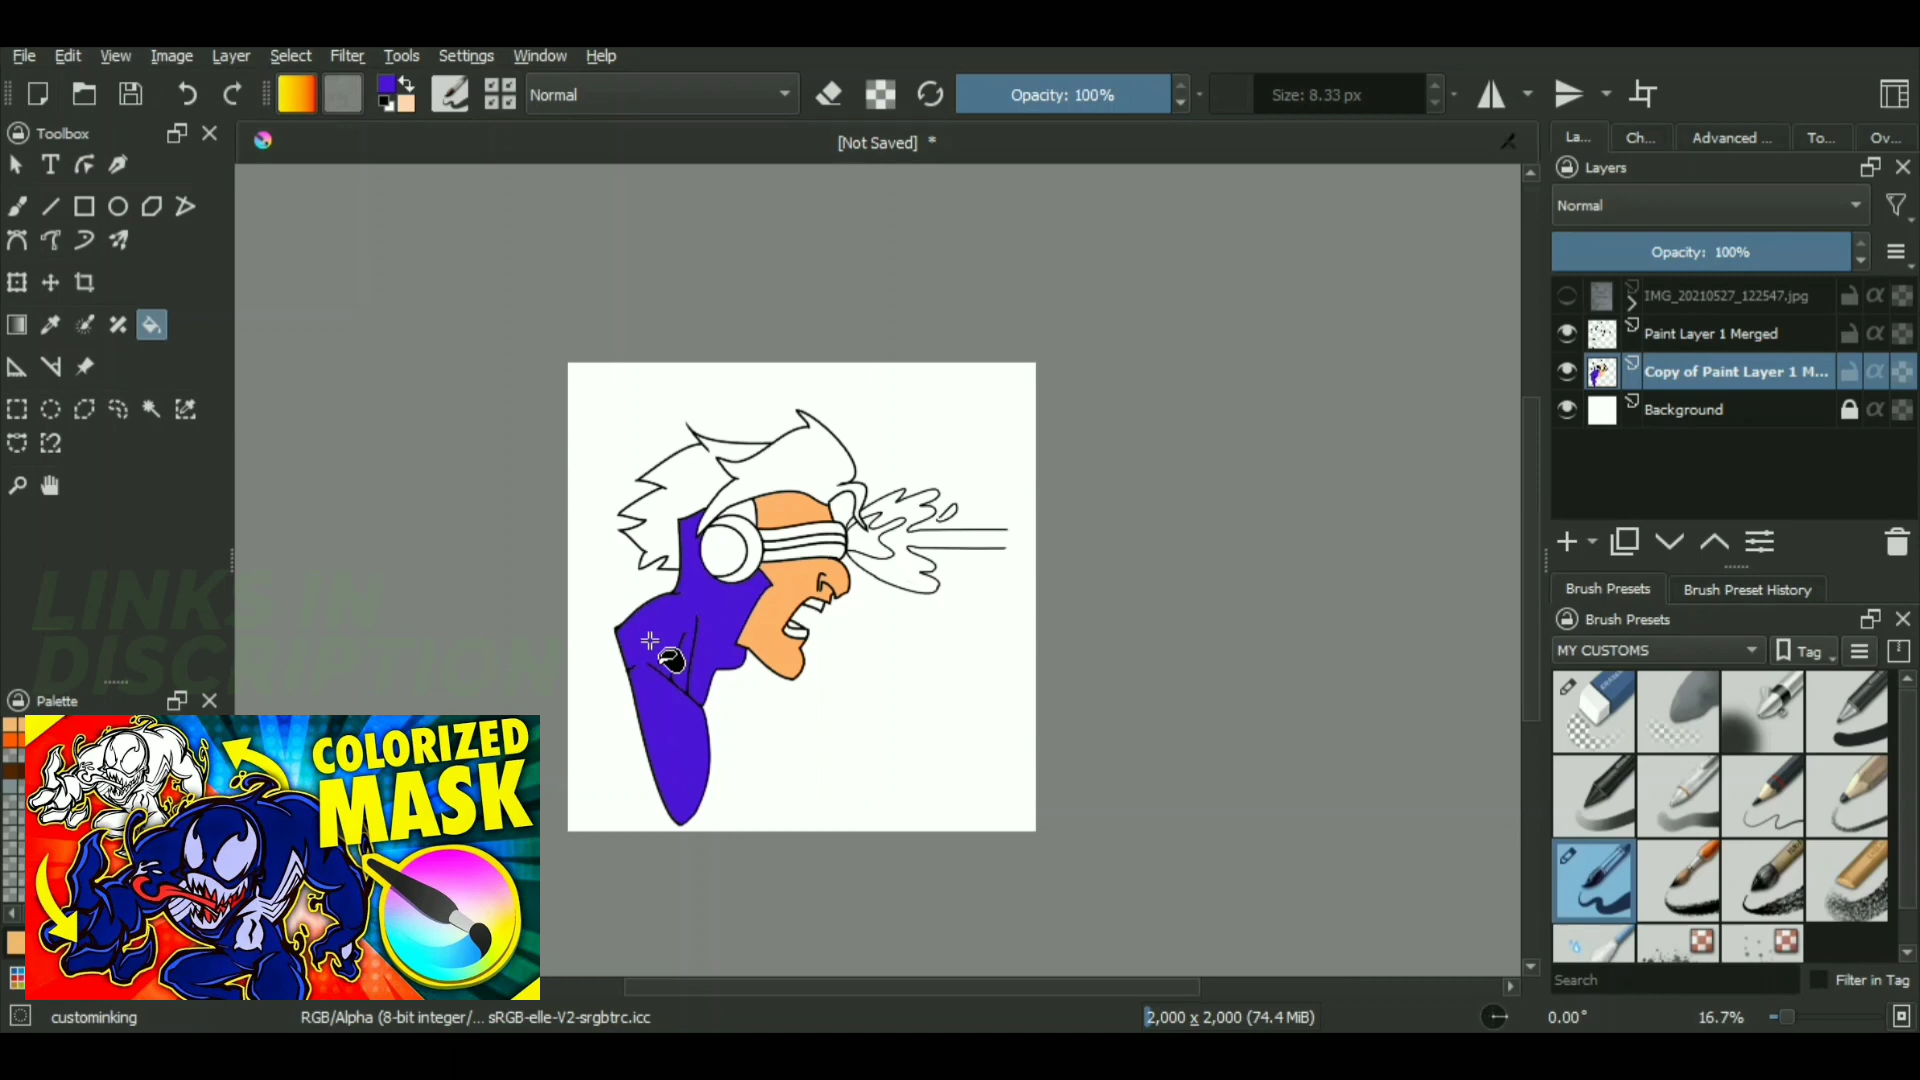 File Edit View Image Layer Select Filter Tools Settings Window Help
Normal
Opacity: 100%
Size: 8.33 px
Toolbox
[Not Saved] *
La... Ch... Advanced ... To... Ov...
Layers
Normal
Opacity: 100%
IMG_20210527_122547.jpg
Paint Layer 1 Merged
Copy of Paint Layer 1 M...
Background
Brush Presets Brush Preset History
Brush Presets
MY CUSTOMS Tag
LINKS IN
DISCRIPTION
Palette
COLORIZED
MASK
Search Filter in Tag
customінking RGB/Alpha (8-bit integer/... sRGB-elle-V2-srgbtrc.icc 2,000 x 2,000 (74.4 MiB) 0.00° 16.7%